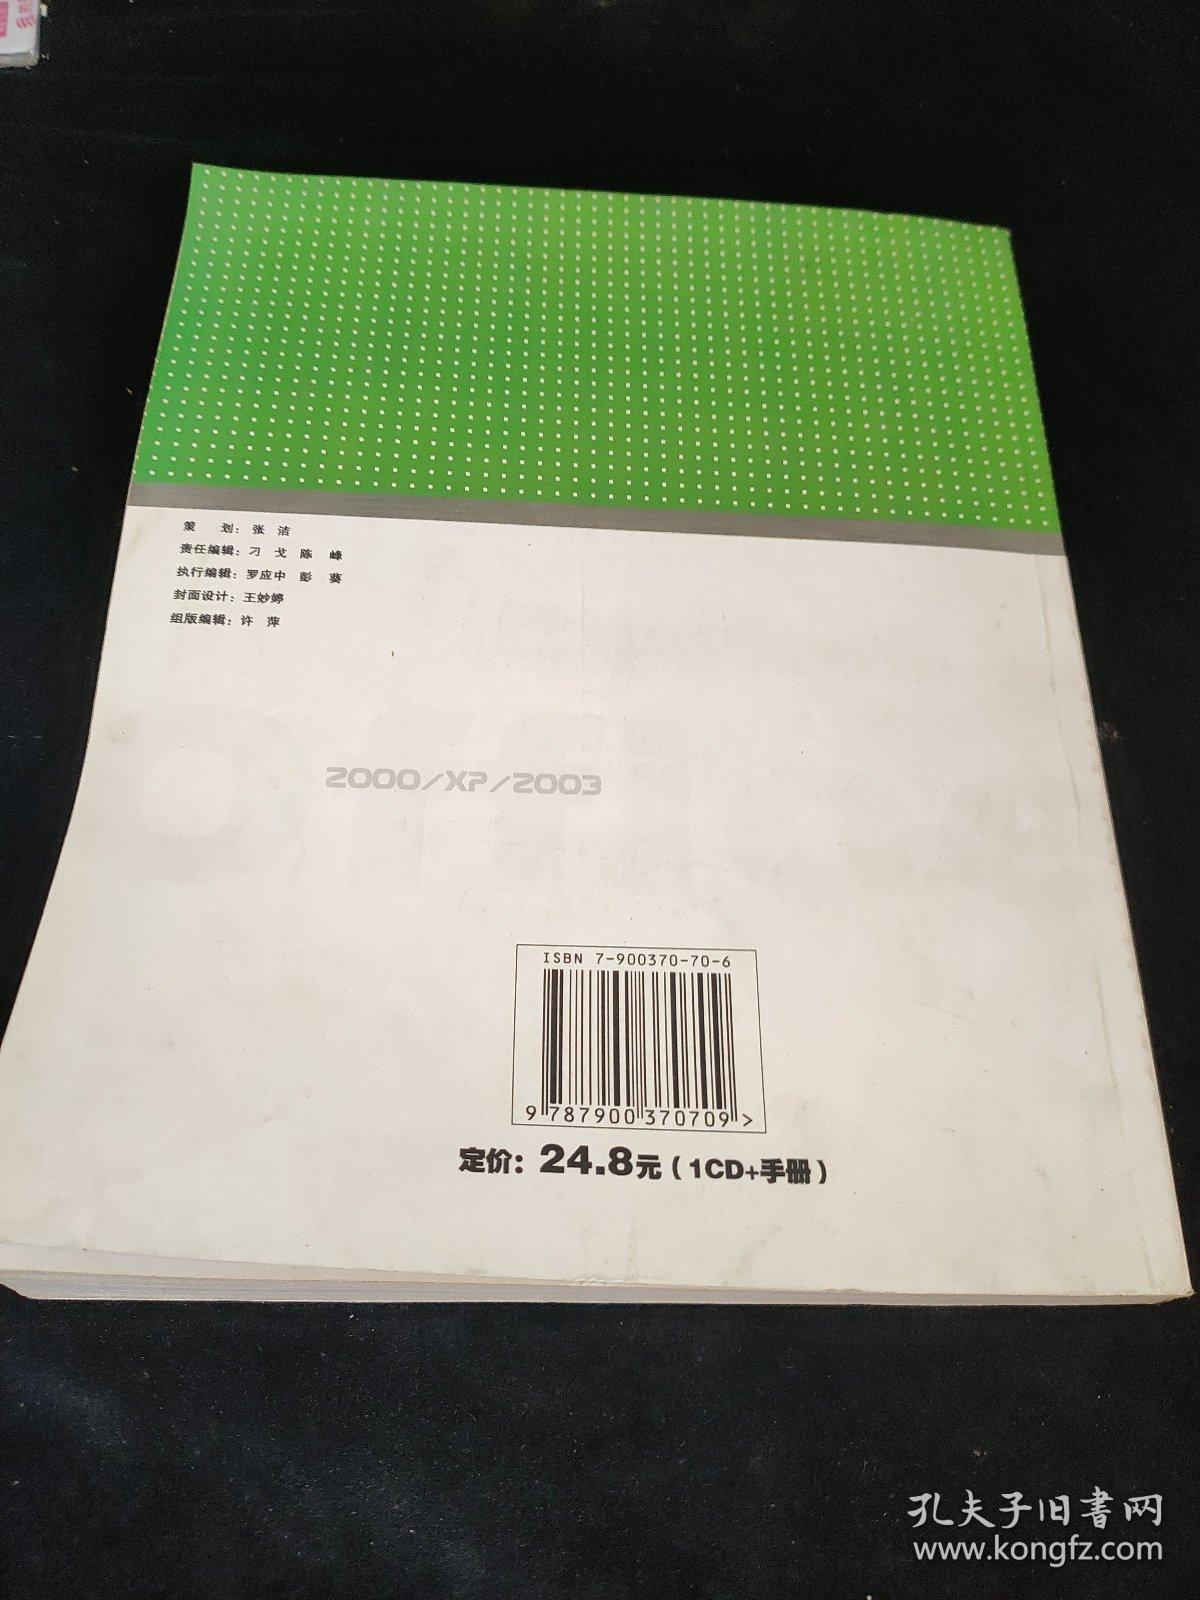 策 划：张 洁
责任编辑：刁 戈 陈 峰
执行编辑：罗应中 彭 葵
封面设计：王妙婷
组版编辑：许 萍
2000/XP/2003
ISBN 7-900370-70-6
9 787900 370709 >
定价：24.8元（1CD+手册）
孔夫子旧书网
www.kongfz.com